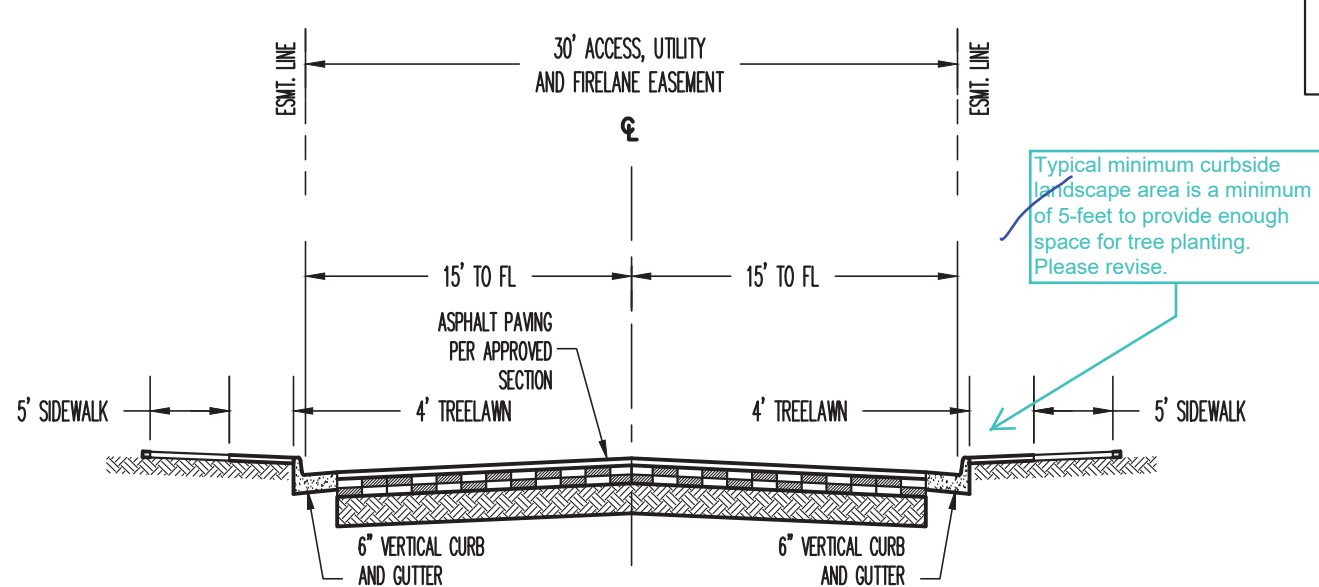 ESMT. LINE
30' ACCESS, UTILITY
AND FIRELANE EASEMENT
ESMT. LINE
℄
Typical minimum curbside
landscape area is a minimum
of 5-feet to provide enough
space for tree planting.
Please revise.
15' TO FL
15' TO FL
ASPHALT PAVING
PER APPROVED
SECTION
5' SIDEWALK
4' TREELAWN
4' TREELAWN
5' SIDEWALK
6" VERTICAL CURB
AND GUTTER
6" VERTICAL CURB
AND GUTTER